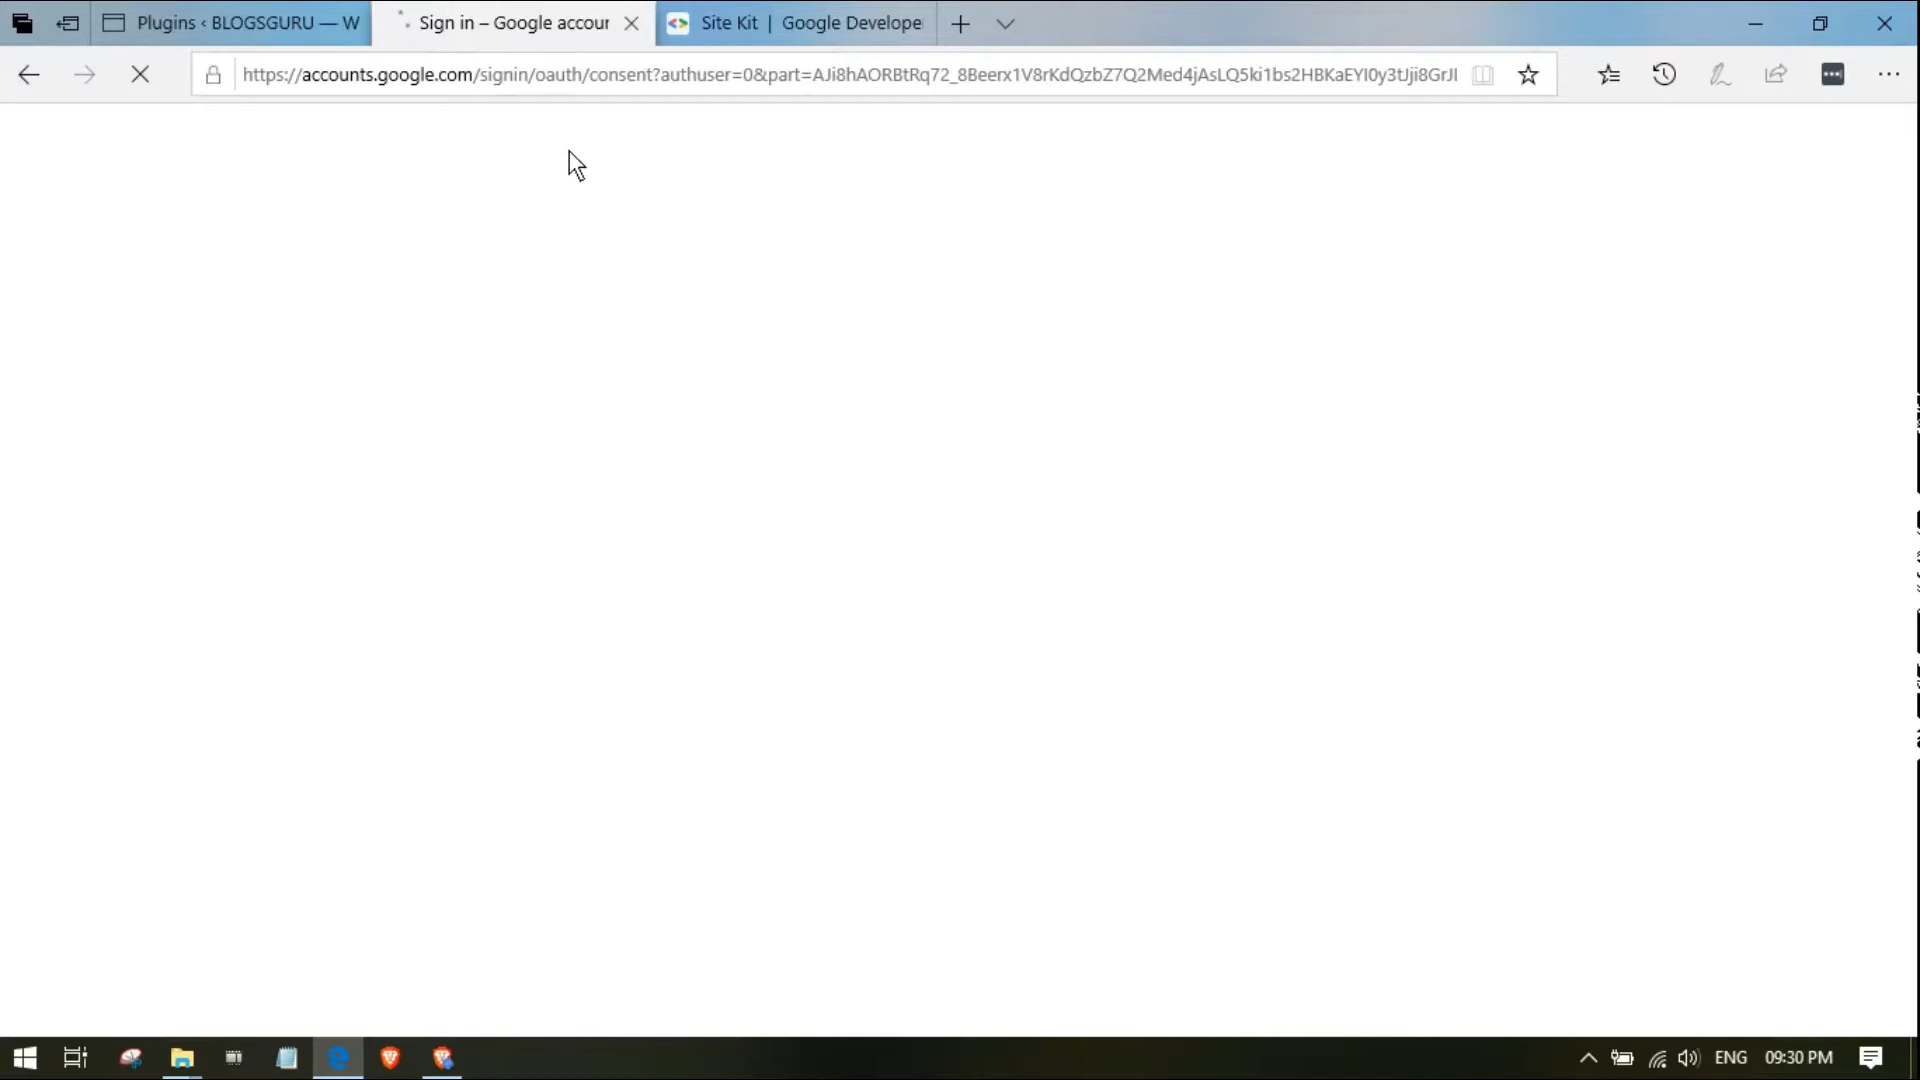 Plugins ‹ BLOGSGURU — W
Sign in – Google accour
Site Kit | Google Develope
https://accounts.google.com/signin/oauth/consent?authuser=0&part=AJi8hAORBtRq72_8Beerx1V8rKdQzbZ7Q2Med4jAsLQ5ki1bs2HBKaEYI0y3tJji8GrJI
ENG
09:30 PM